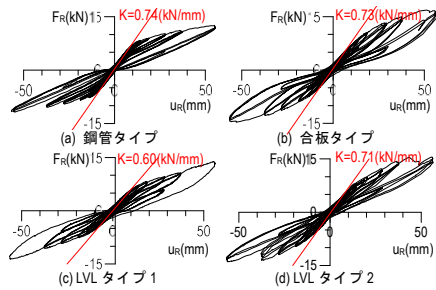 FR(kN) 15 K=0.74(kN/mm)
-50 0 50
uR(mm)
-15
(a) 鋼管タイプ
FR(kN) 15 K=0.73(kN/mm)
-50 0 50
uR(mm)
-15
(b) 合板タイプ
FR(kN) 15 K=0.60(kN/mm)
-50 0 50
uR(mm)
-15
(c) LVL タイプ 1
FR(kN) 15 K=0.71(kN/mm)
-50 0 50
uR(mm)
-15
(d) LVL タイプ 2